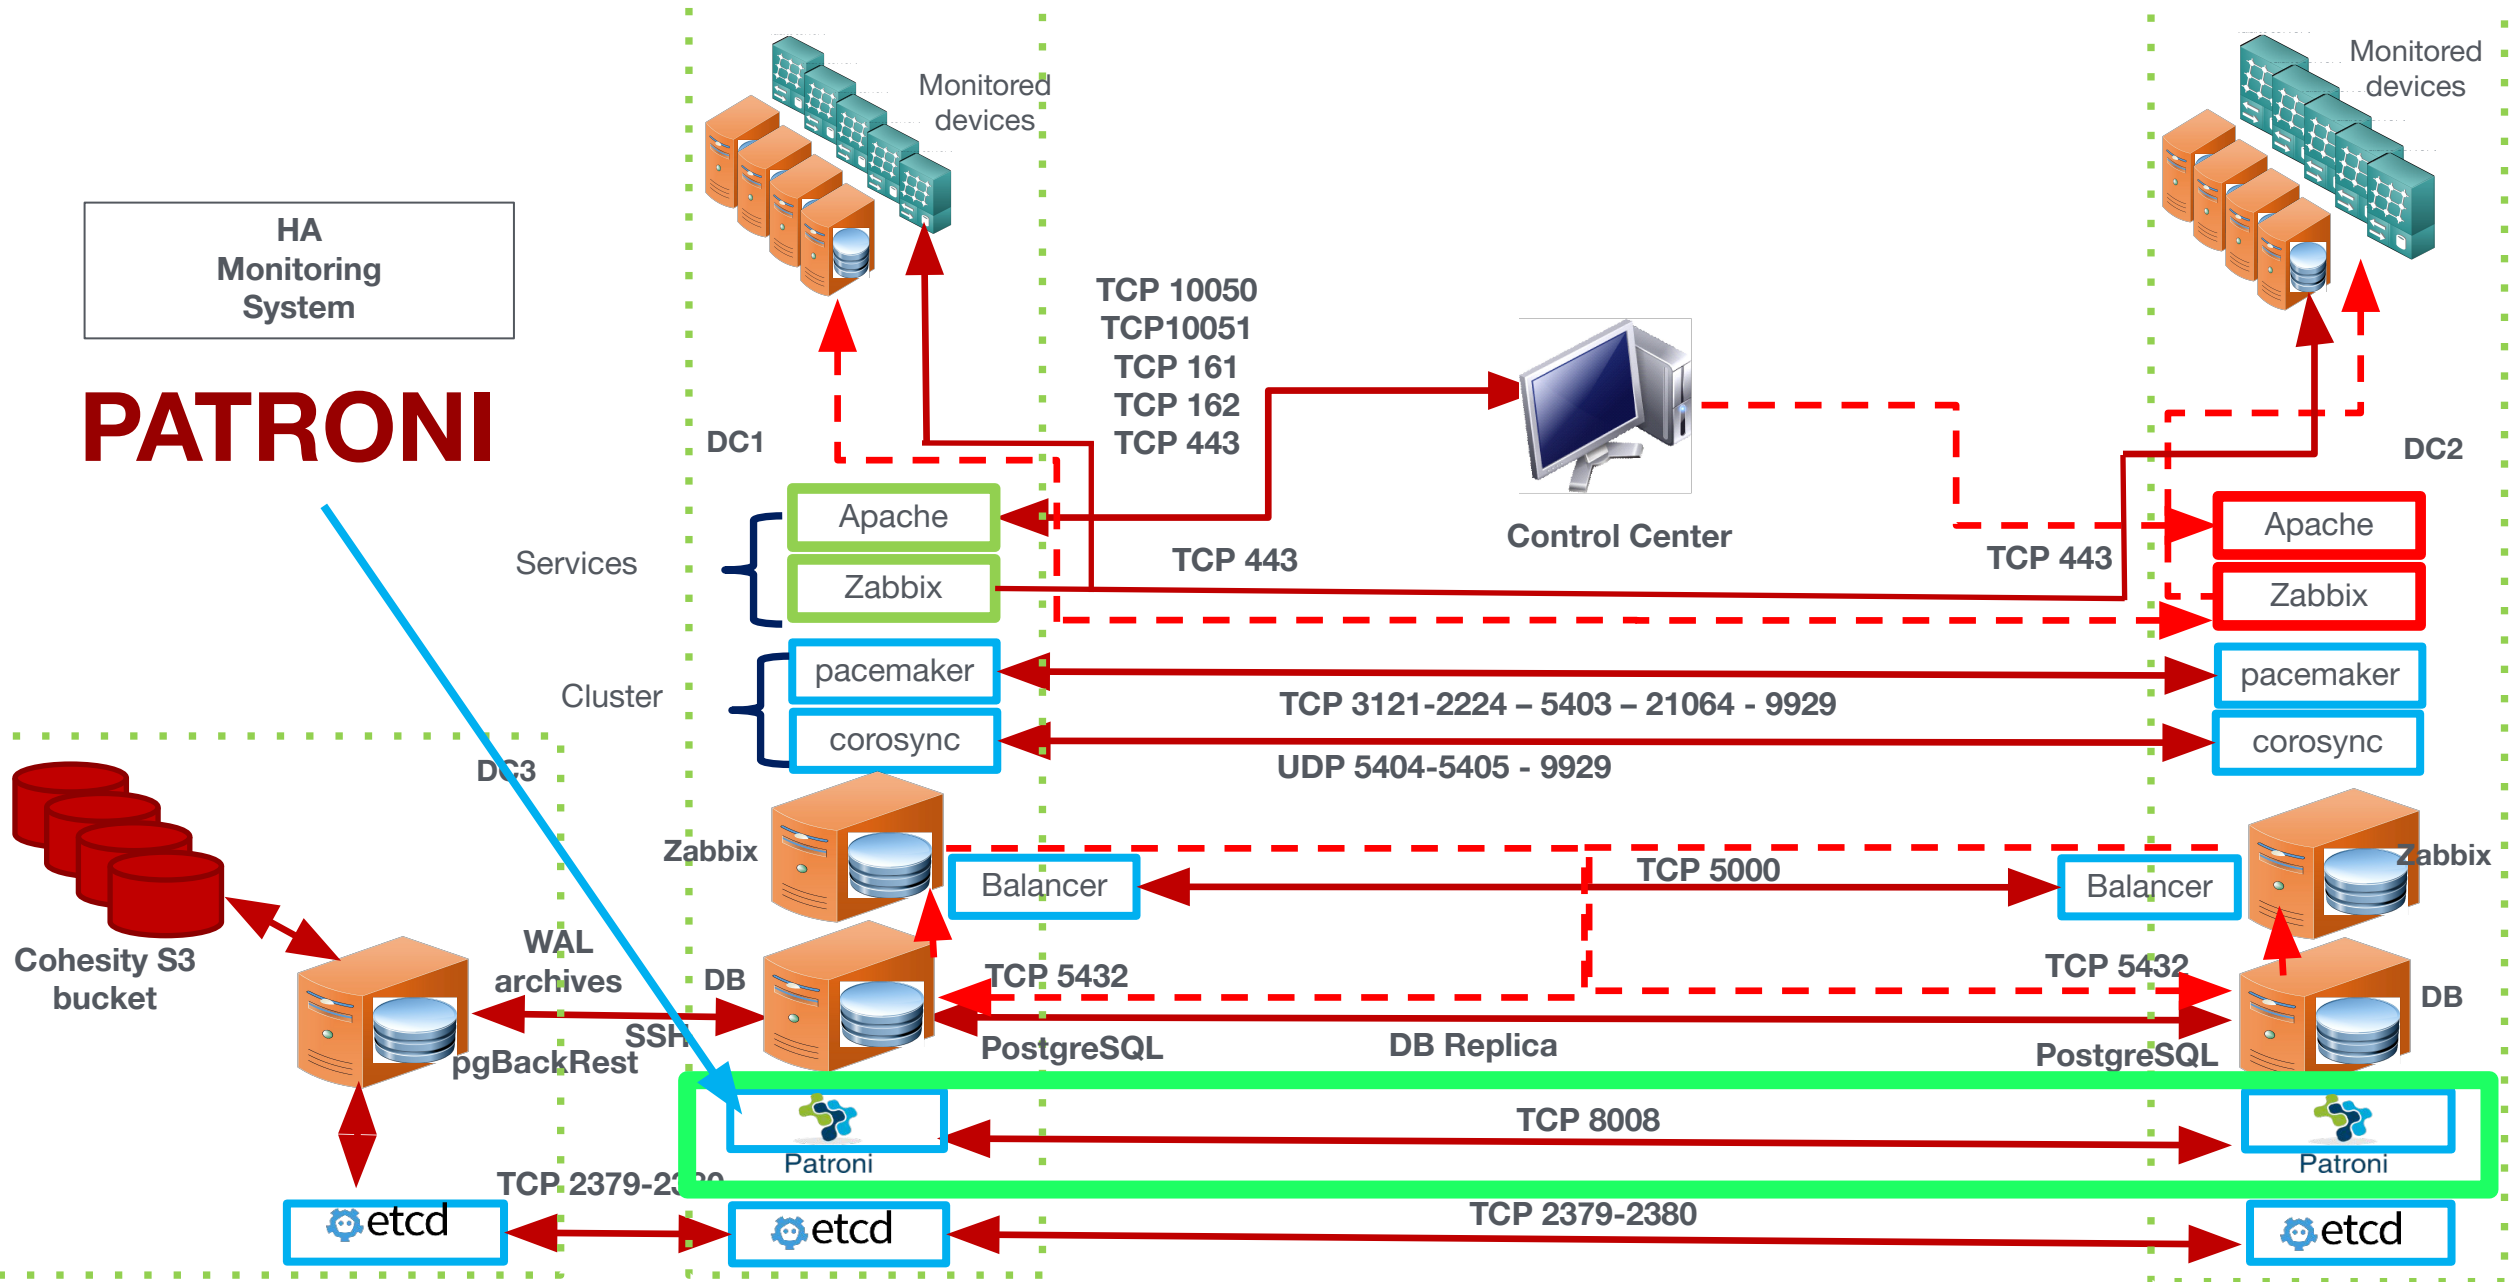 HA
Monitoring
System
PATRONI
Monitored
devices
Monitored
devices
TCP 10050
TCP10051
TCP 161
TCP 162
TCP 443
DC1
DC2
Control Center
Services
Apache
Zabbix
TCP 443
TCP 443
Apache
Zabbix
Cluster
pacemaker
corosync
TCP 3121-2224 – 5403 – 21064 - 9929
UDP 5404-5405 - 9929
pacemaker
corosync
DC3
Zabbix
Balancer
TCP 5000
Balancer
Zabbix
Cohesity S3
bucket
WAL
archives
SSH
pgBackRest
DB
TCP 5432
PostgreSQL
DB Replica
TCP 5432
PostgreSQL
DB
Patroni
TCP 8008
Patroni
TCP 2379-2380
etcd
etcd
TCP 2379-2380
etcd